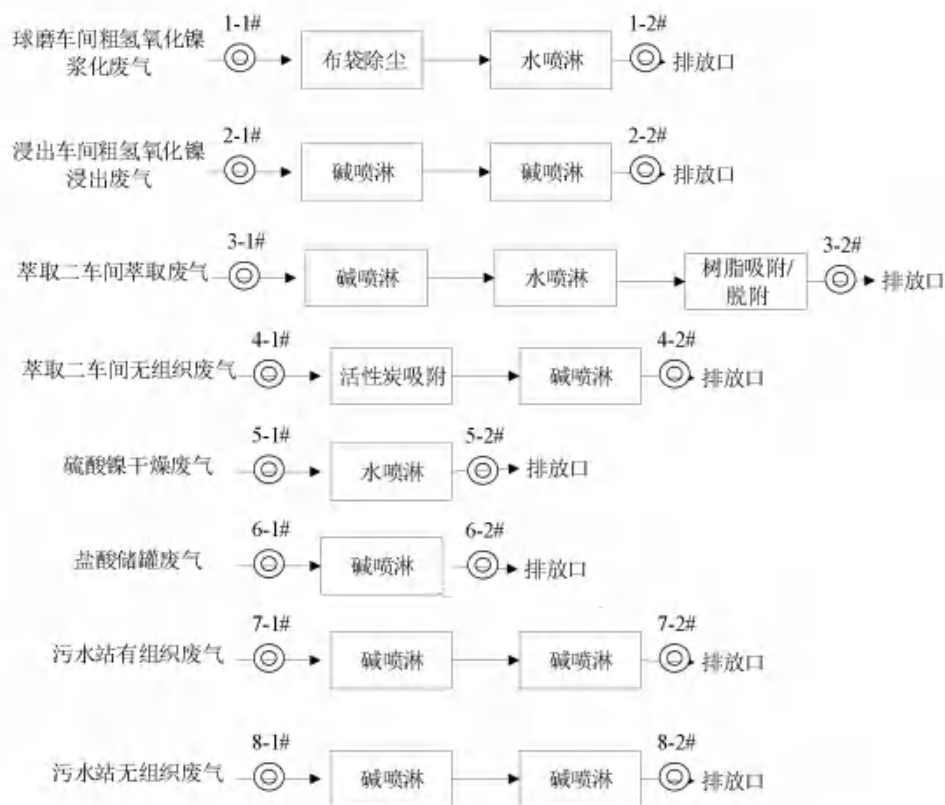 1-1#
1-2#
球磨车间粗氢氧化镍
浆化废气
布袋除尘
水喷淋
排放口
2-1#
2-2#
浸出车间粗氢氧化镍
浸出废气
碱喷淋
碱喷淋
排放口
3-1#
3-2#
萃取二车间萃取废气
碱喷淋
水喷淋
树脂吸附/
脱附
排放口
4-1#
4-2#
萃取二车间无组织废气
活性炭吸附
碱喷淋
排放口
5-1#
5-2#
硫酸镍干燥废气
水喷淋
排放口
6-1#
6-2#
盐酸储罐废气
碱喷淋
排放口
7-1#
7-2#
污水站有组织废气
碱喷淋
碱喷淋
排放口
8-1#
8-2#
污水站无组织废气
碱喷淋
碱喷淋
排放口